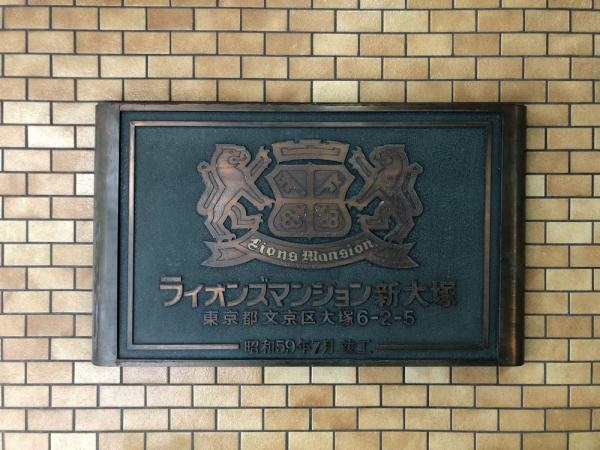 Lions Mansion
ライオンズマンション新大塚
東京都文京区大塚6-2-5
昭和59年7月 竣工